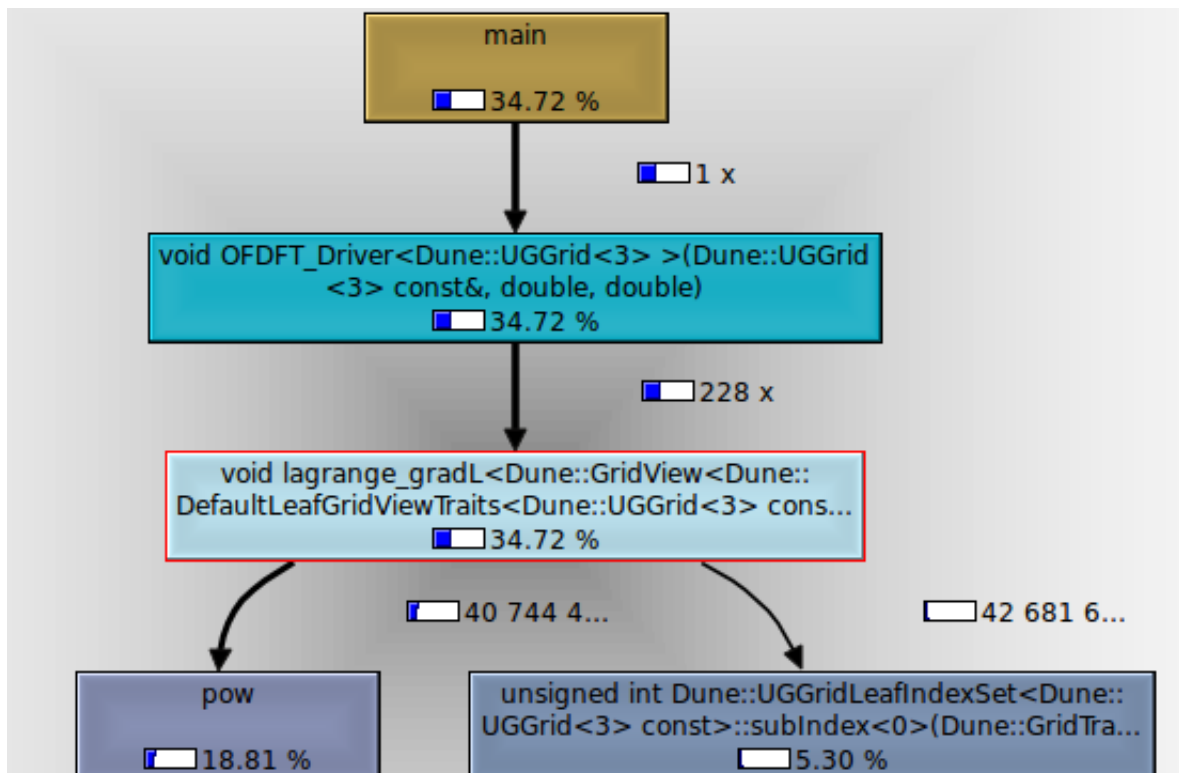 main
34.72 %
1 x
void OFDFT_Driver<Dune::UGGrid<3> >(Dune::UGGrid
<3> const&, double, double)
34.72 %
228 x
void lagrange_gradL<Dune::GridView<Dune::
DefaultLeafGridViewTraits<Dune::UGGrid<3> cons...
34.72 %
40 744 4...
42 681 6...
pow
18.81 %
unsigned int Dune::UGGridLeafIndexSet<Dune::
UGGrid<3> const>::subIndex<0>(Dune::GridTra...
5.30 %